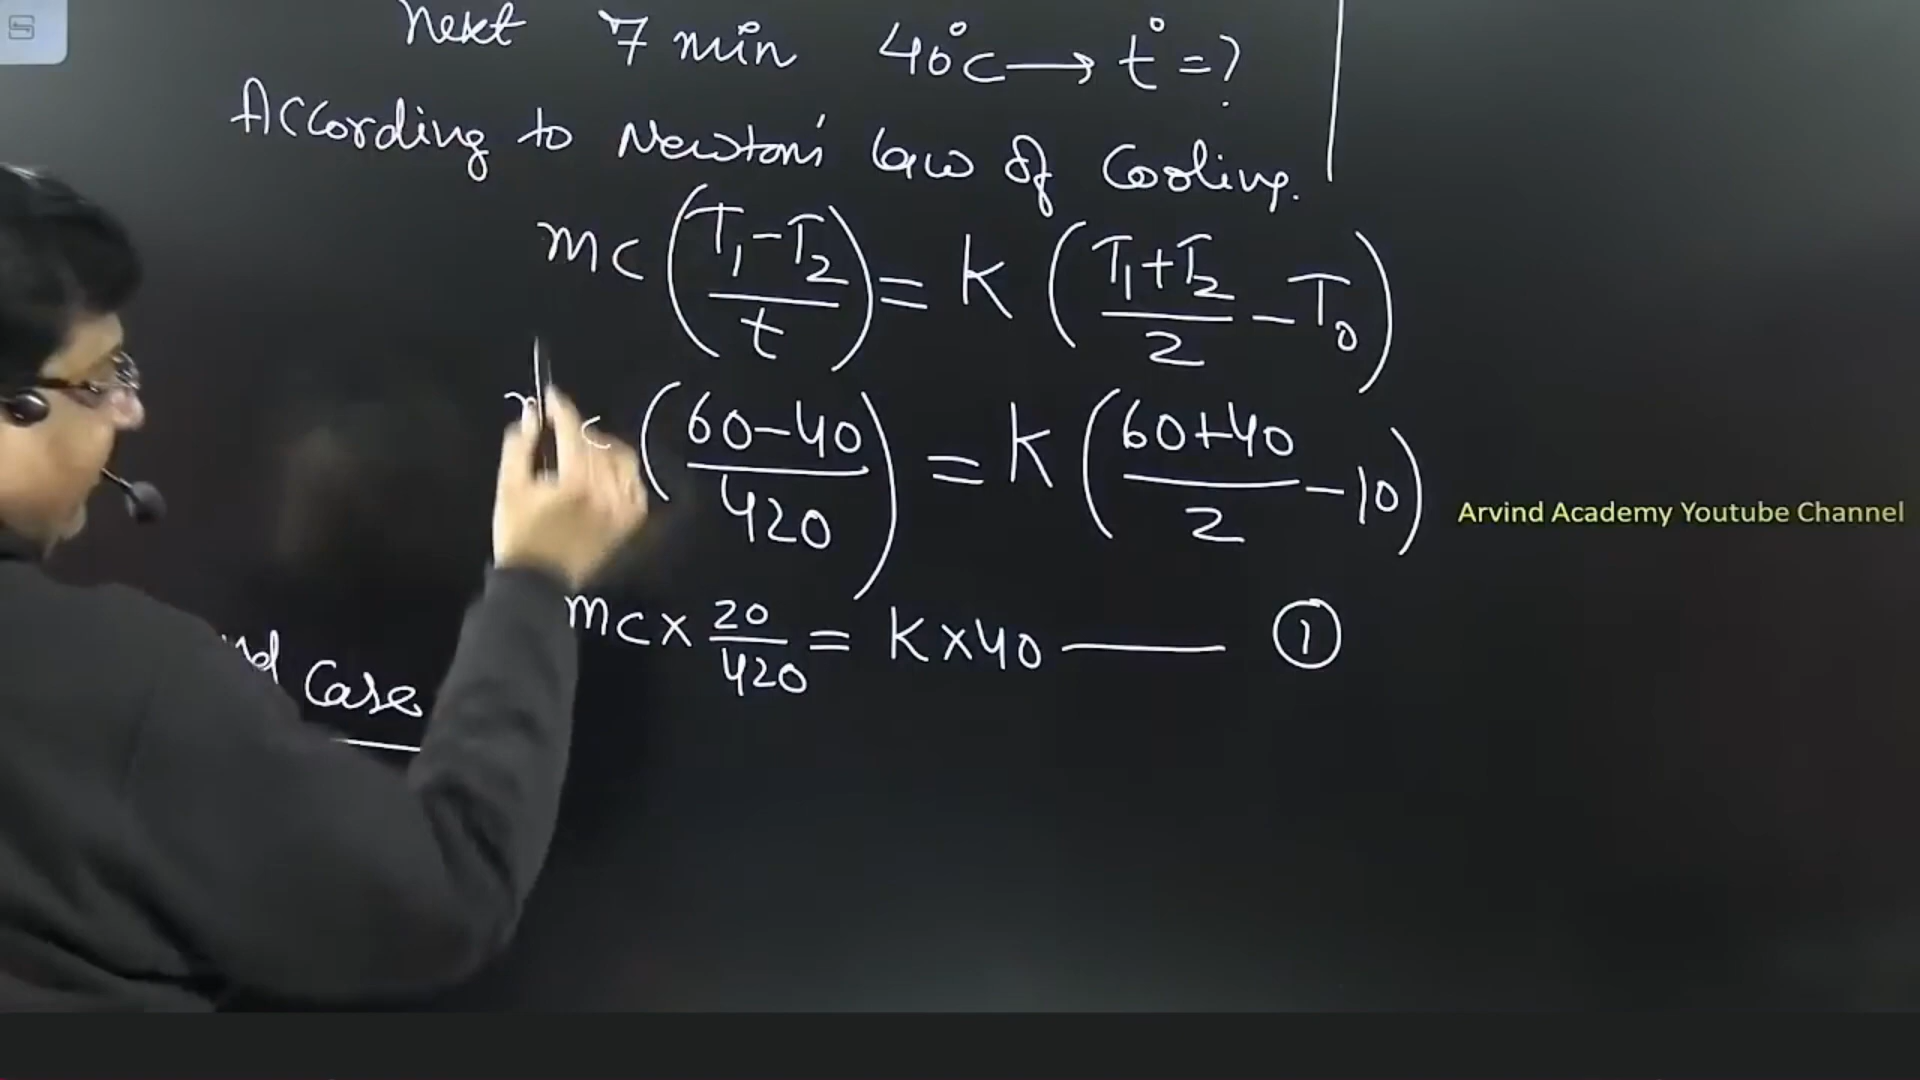 Next 7 min 40°C → t° = ?
According to Newton's law of Cooling.
mc (T₁ - T₂ / t) = K (T₁ + T₂ / 2 - T₀)
c (60 - 40 / 420) = K (60 + 40 / 2 - 10)
Arvind Academy Youtube Channel
mc × 20 / 420 = K × 40 —— ①
Case